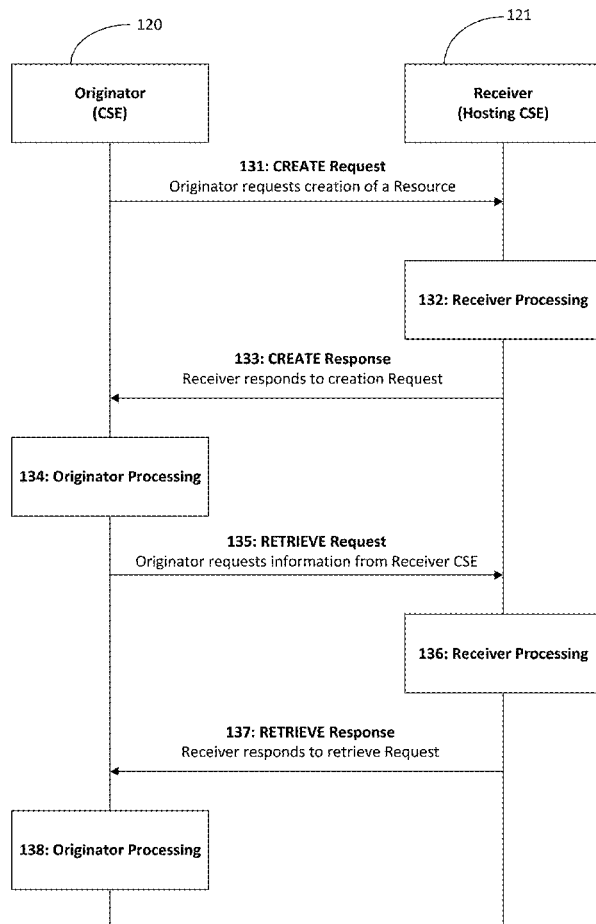 120
121
Originator
(CSE)
Receiver
(Hosting CSE)
131: CREATE Request
Originator requests creation of a Resource
132: Receiver Processing
133: CREATE Response
Receiver responds to creation Request
134: Originator Processing
135: RETRIEVE Request
Originator requests information from Receiver CSE
136: Receiver Processing
137: RETRIEVE Response
Receiver responds to retrieve Request
138: Originator Processing